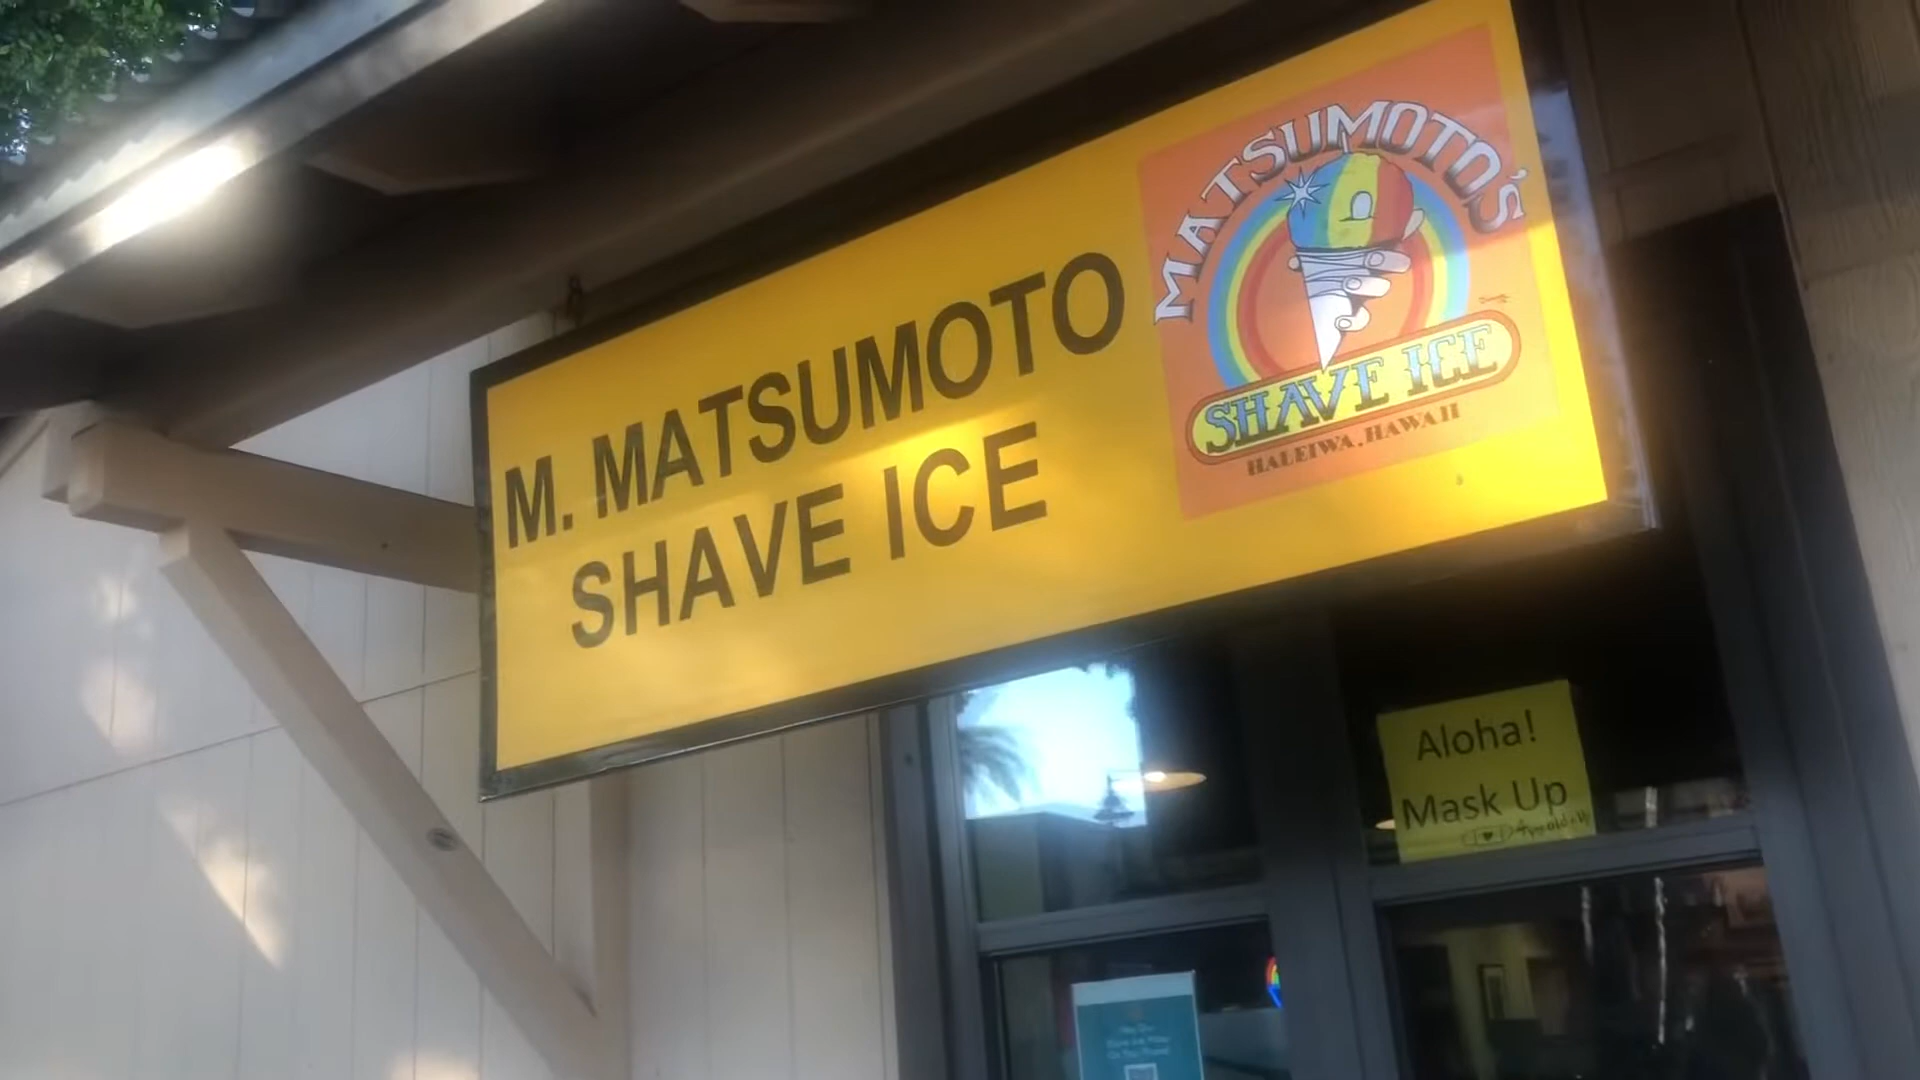 M. MATSUMOTO
SHAVE ICE
MATSUMOTO'S
SHAVE ICE
HALEIWA, HAWAII
Aloha!
Mask Up